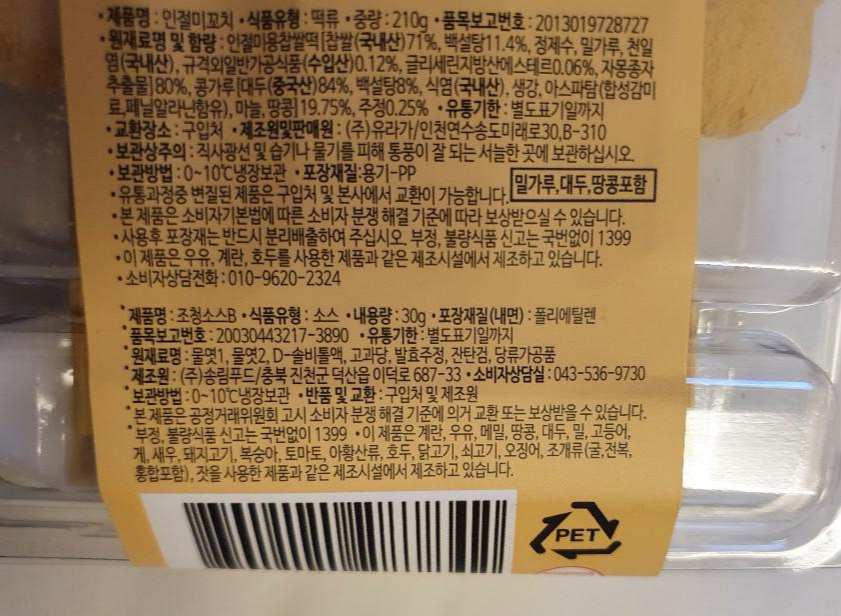 •제품명 : 인절미꼬치 •식품유형 : 떡류 •중량 : 210g •품목보고번호 : 2013019728727
•원재료명 및 함량 : 인절미용찹쌀떡[찹쌀(국내산)71%, 백설탕11.4%, 정제수, 밀가루, 천일
염(국내산), 규격외일반가공식품(수입산)0.12%, 글리세린지방산에스테르0.06%, 자몽종자
추출물]80%, 콩가루[대두(중국산)84%, 백설탕8%, 식염(국내산), 생강, 아스파탐(합성감미
료,페닐알라닌함유), 마늘, 땅콩]19.75%, 주정0.25% •유통기한 : 별도표기일까지
•교환장소 : 구입처 •제조원및판매원 : (주)유라가/인천연수송도미래로30,B-310
•보관상주의 : 직사광선 및 습기나 물기를 피해 통풍이 잘 되는 서늘한 곳에 보관하십시오.
•보관방법 : 0~10℃냉장보관 •포장재질:용기-PP
밀가루,대두,땅콩포함
•유통과정중 변질된 제품은 구입처 및 본사에서 교환이 가능합니다.
•본 제품은 소비자기본법에 따른 소비자 분쟁 해결 기준에 따라 보상받으실 수 있습니다.
•사용후 포장재는 반드시 분리배출하여 주십시오. 부정, 불량식품 신고는 국번없이 1399
•이 제품은 우유, 계란, 호두를 사용한 제품과 같은 제조시설에서 제조하고 있습니다.
•소비자상담전화 : 010-9620-2324
•제품명 : 조청소스B •식품유형 : 소스 •내용량 : 30g •포장재질(내면) : 폴리에틸렌
•품목보고번호 : 20030443217-3890 •유통기한 : 별도표기일까지
•원재료명 : 물엿1, 물엿2, D-솔비톨액, 고과당, 발효주정, 잔탄검, 당류가공품
•제조원 : (주)송림푸드/충북 진천군 덕산읍 이덕로 687-33 •소비자상담실 : 043-536-9730
•보관방법 : 0~10℃냉장보관 •반품 및 교환 : 구입처 및 제조원
•본 제품은 공정거래위원회 고시 소비자 분쟁 해결 기준에 의거 교환 또는 보상받을 수 있습니다.
•부정, 불량식품 신고는 국번없이 1399 •이 제품은 계란, 우유, 메밀, 땅콩, 대두, 밀, 고등어,
게, 새우, 돼지고기, 복숭아, 토마토, 아황산류, 호두, 닭고기, 쇠고기, 오징어, 조개류(굴,전복,
홍합포함), 잣을 사용한 제품과 같은 제조시설에서 제조하고 있습니다.
PET